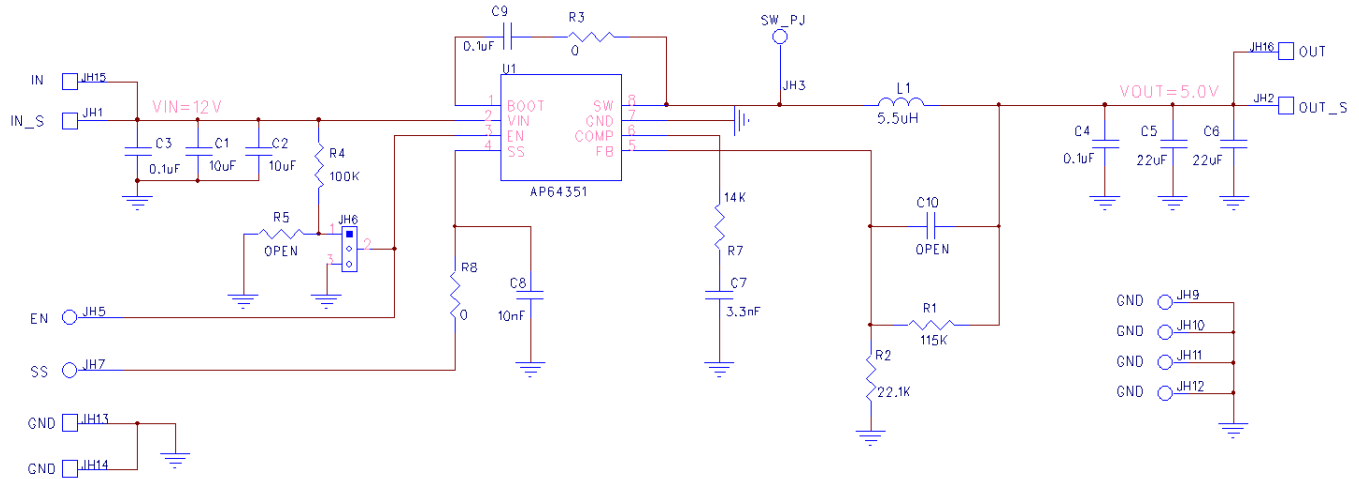 C9
0.1uF
R3
0
SW_PJ
JH3
U1
IN
JH15
IN_S
JH1
VIN=12V
1 BOOT
2 VIN
3 EN
4 SS
SW 8
GND 7
COMP 6
FB 5
AP64351
L1
5.5uH
VOUT=5.0V
JH16 OUT
JH2 OUT_S
C3
0.1uF
C1
10uF
C2
10uF
R4
100K
C4
0.1uF
C5
22uF
C6
22uF
R5
OPEN
JH6
1
2
3
14K
R7
C10
OPEN
R8
0
C8
10nF
C7
3.3nF
R1
115K
R2
22.1K
EN
JH5
SS
JH7
GND JH9
GND JH10
GND JH11
GND JH12
GND JH13
GND JH14